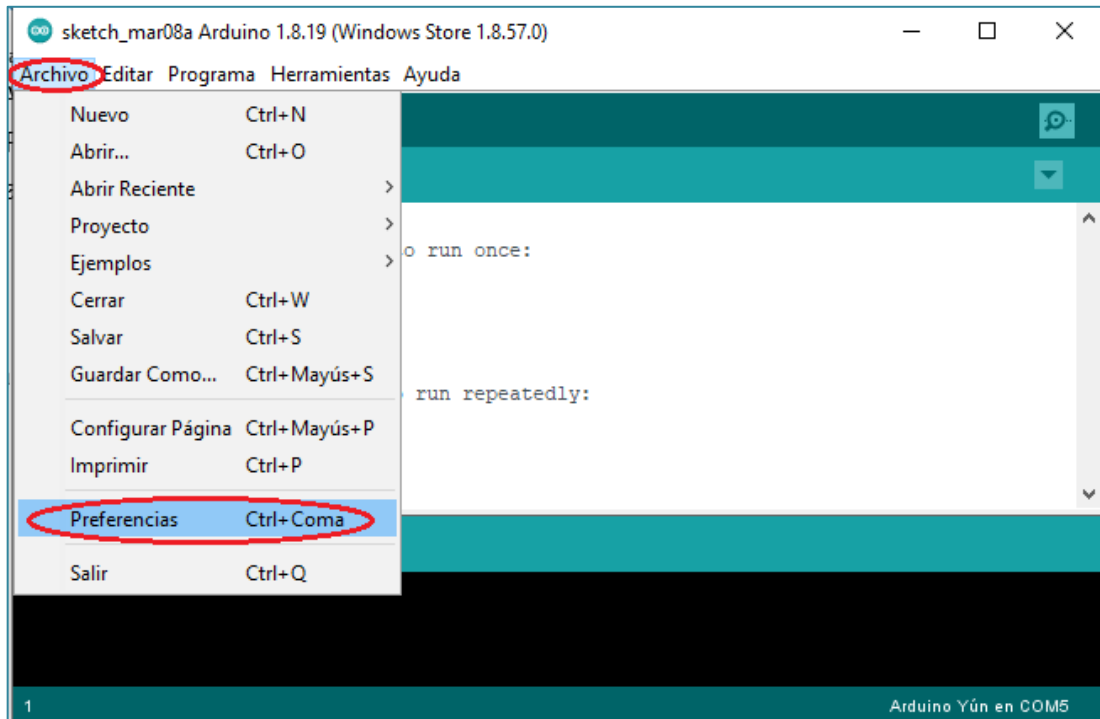 sketch_mar08a Arduino 1.8.19 (Windows Store 1.8.57.0)
Archivo Editar Programa Herramientas Ayuda
Nuevo Ctrl+N
Abrir... Ctrl+O
Abrir Reciente
Proyecto
o run once:
Ejemplos
Cerrar Ctrl+W
Salvar Ctrl+S
Guardar Como... Ctrl+Mayús+S
run repeatedly:
Configurar Página Ctrl+Mayús+P
Imprimir Ctrl+P
Preferencias Ctrl+Coma
Salir Ctrl+Q
1 Arduino Yún en COM5